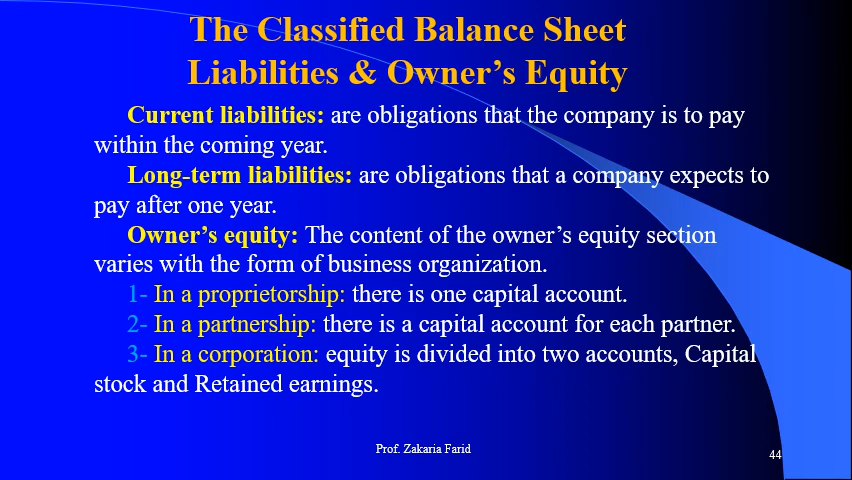 The Classified Balance Sheet
Liabilities & Owner’s Equity
Current liabilities: are obligations that the company is to pay
within the coming year.
Long-term liabilities: are obligations that a company expects to
pay after one year.
Owner’s equity: The content of the owner’s equity section
varies with the form of business organization.
1- In a proprietorship: there is one capital account.
2- In a partnership: there is a capital account for each partner.
3- In a corporation: equity is divided into two accounts, Capital
stock and Retained earnings.
Prof. Zakaria Farid
44